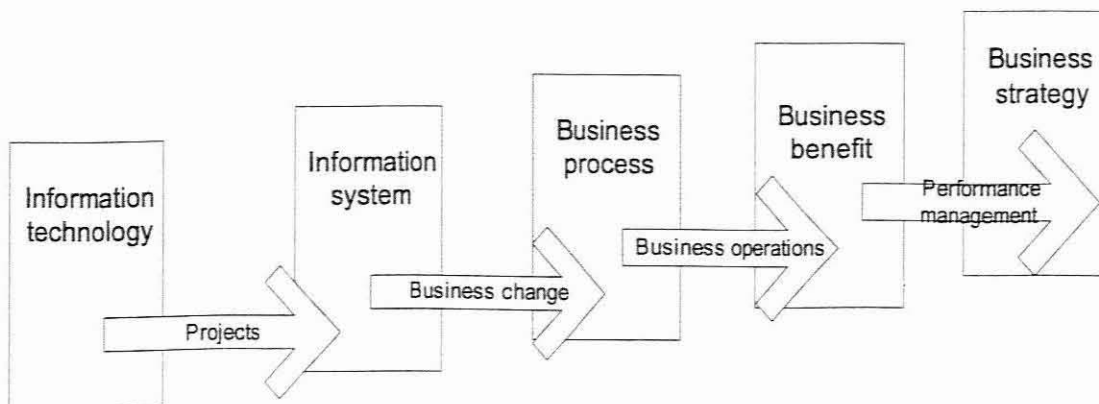 Information
technology
Projects
Information
system
Business change
Business
process
Business operations
Business
benefit
Performance
management
Business
strategy